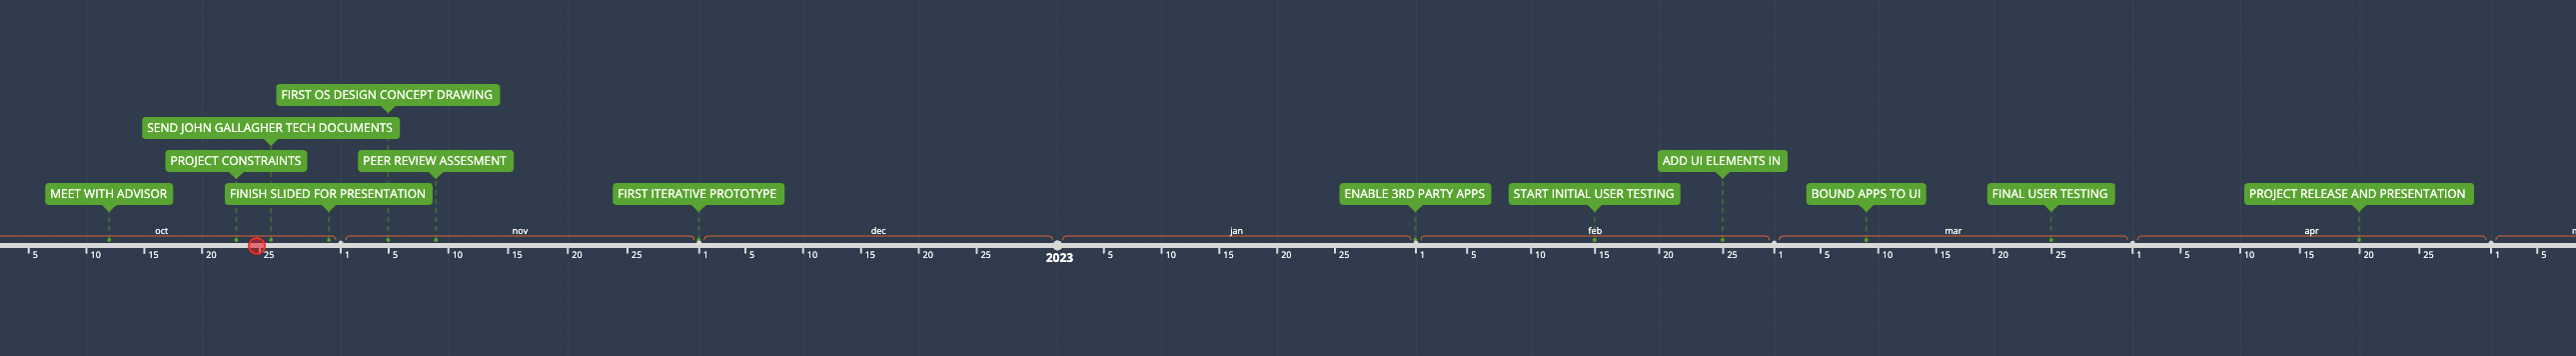 FIRST OS DESIGN CONCEPT DRAWING
SEND JOHN GALLAGHER TECH DOCUMENTS
PROJECT CONSTRAINTS
PEER REVIEW ASSESMENT
ADD UI ELEMENTS IN
MEET WITH ADVISOR
FINISH SLIDED FOR PRESENTATION
FIRST ITERATIVE PROTOTYPE
ENABLE 3RD PARTY APPS
START INITIAL USER TESTING
BOUND APPS TO UI
FINAL USER TESTING
PROJECT RELEASE AND PRESENTATION
oct nov dec jan feb mar apr
5 10 15 20 25 1 5 10 15 20 25 1 5 10 15 20 25 2023 5 10 15 20 25 1 5 10 15 20 25 1 5 10 15 20 25 1 5 10 15 20 25 1 5